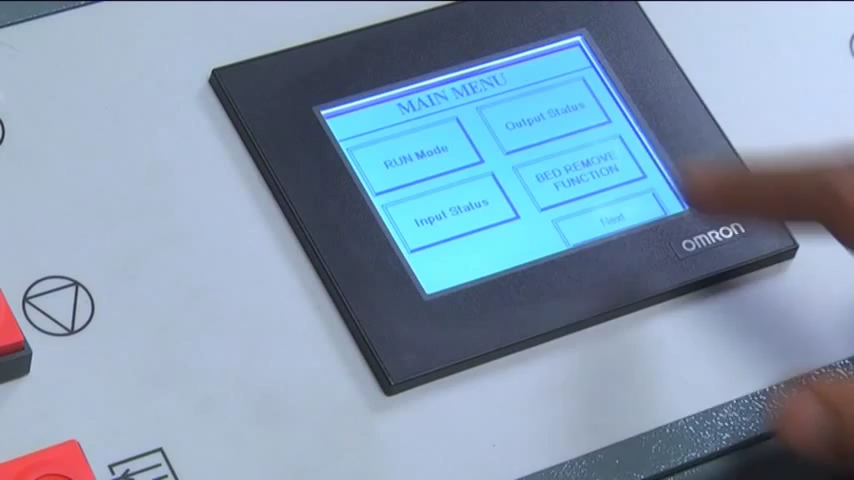 MAIN MENU
RUN Mode
Output Status
Input Status
BED REMOVE
FUNCTION
Next
OMRON